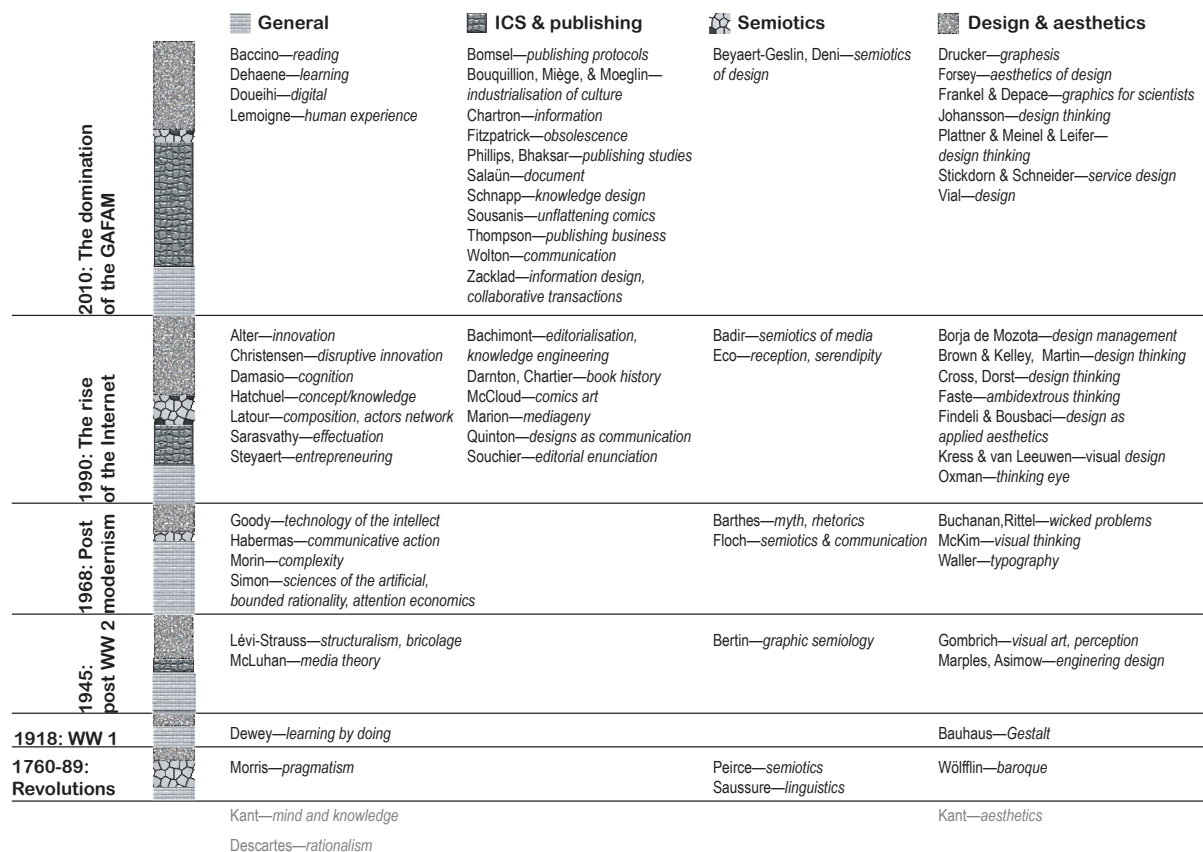 General
ICS & publishing
Semiotics
Design & aesthetics
2010: The domination
of the GAFAM
Baccino—reading
Dehaene—learning
Doueihi—digital
Lemoigne—human experience
Bomsel—publishing protocols
Bouquillion, Miège, & Moeglin—
industrialisation of culture
Chartron—information
Fitzpatrick—obsolescence
Phillips, Bhaksar—publishing studies
Salaün—document
Schnapp—knowledge design
Sousanis—unflattening comics
Thompson—publishing business
Wolton—communication
Zacklad—information design,
collaborative transactions
Beyaert-Geslin, Deni—semiotics
of design
Drucker—graphesis
Forsey—aesthetics of design
Frankel & Depace—graphics for scientists
Johansson—design thinking
Plattner & Meinel & Leifer—
design thinking
Stickdorn & Schneider—service design
Vial—design
1990: The rise
of the Internet
Alter—innovation
Christensen—disruptive innovation
Damasio—cognition
Hatchuel—concept/knowledge
Latour—composition, actors network
Sarasvathy—effectuation
Steyaert—entrepreneuring
Bachimont—editorialisation,
knowledge engineering
Darnton, Chartier—book history
McCloud—comics art
Marion—mediageny
Quinton—designs as communication
Souchier—editorial enunciation
Badir—semiotics of media
Eco—reception, serendipity
Borja de Mozota—design management
Brown & Kelley, Martin—design thinking
Cross, Dorst—design thinking
Faste—ambidextrous thinking
Findeli & Bousbaci—design as
applied aesthetics
Kress & van Leeuwen—visual design
Oxman—thinking eye
1968: Post
modernism
Goody—technology of the intellect
Habermas—communicative action
Morin—complexity
Simon—sciences of the artificial,
bounded rationality, attention economics
Barthes—myth, rhetorics
Floch—semiotics & communication
Buchanan,Rittel—wicked problems
McKim—visual thinking
Waller—typography
1945:
post WW 2
Lévi-Strauss—structuralism, bricolage
McLuhan—media theory
Bertin—graphic semiology
Gombrich—visual art, perception
Marples, Asimow—enginering design
1918: WW 1
Dewey—learning by doing
Bauhaus—Gestalt
1760-89:
Revolutions
Morris—pragmatism
Peirce—semiotics
Saussure—linguistics
Wölfflin—baroque
Kant—mind and knowledge
Kant—aesthetics
Descartes—rationalism